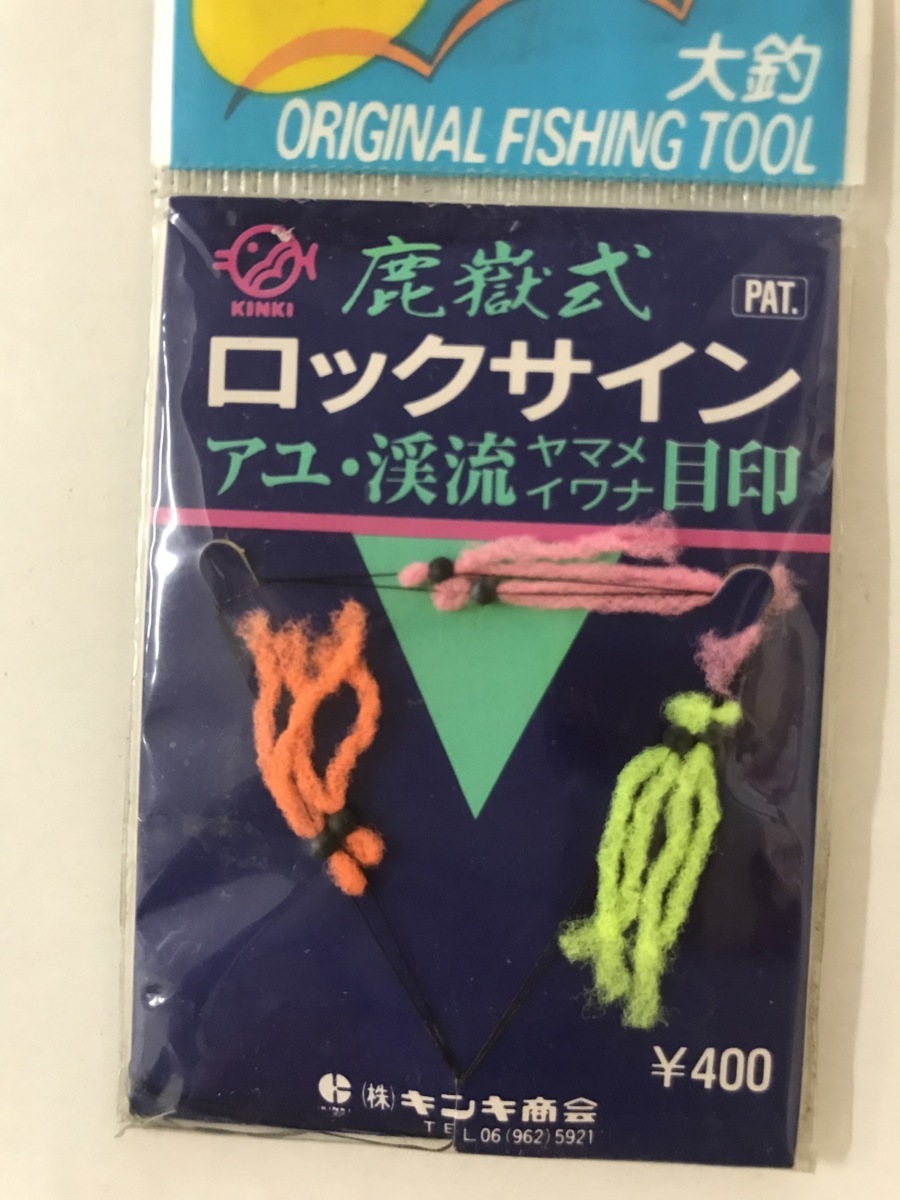 大釣
ORIGINAL FISHING TOOL
KINKI
鹿嶽式
PAT.
ロックサイン
アユ・渓流ヤマメイワナ目印
¥400
KINKI
(株)キンキ商会
TEL 06(962)5921